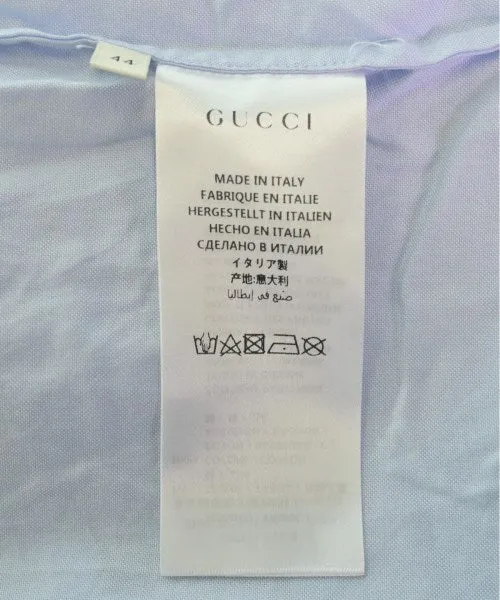 44
GUCCI
MADE IN ITALY
FABRIQUE EN ITALIE
HERGESTELLT IN ITALIEN
HECHO EN ITALIA
СДЕЛАНО В ИТАЛИИ
イタリア製
产地:意大利
صنع في إيطاليا